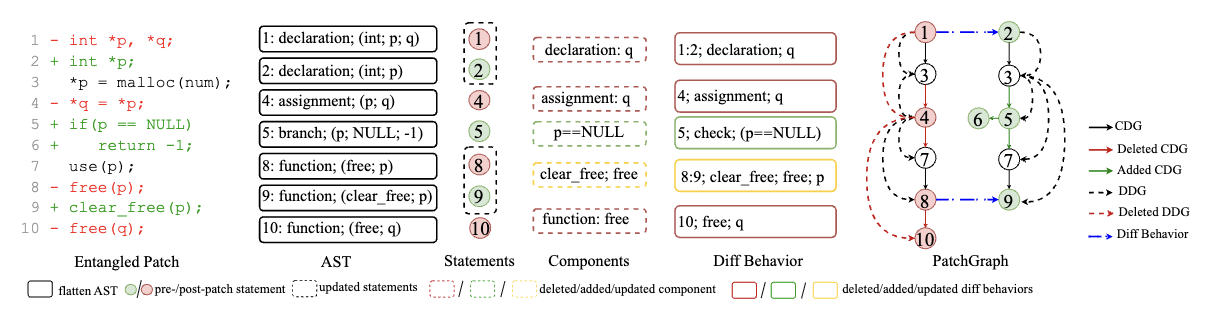 1 - int *p, *q;
2 + int *p;
3 *p = malloc(num);
4 - *q = *p;
5 + if(p == NULL)
6 + return -1;
7 use(p);
8 - free(p);
9 + clear_free(p);
10 - free(q);
Entangled Patch
1: declaration; (int; p; q)
2: declaration; (int; p)
4: assignment; (p; q)
5: branch; (p; NULL; -1)
8: function; (free; p)
9: function; (clear_free; p)
10: function; (free; q)
AST
1
2
4
5
8
9
10
Statements
declaration: q
assignment: q
p==NULL
clear_free; free
function: free
Components
1:2; declaration; q
4; assignment; q
5; check; (p==NULL)
8:9; clear_free; free; p
10; free; q
Diff Behavior
1 2
3 3
4 6 5
7 7
8 9
10
PatchGraph
CDG
Deleted CDG
Added CDG
DDG
Deleted DDG
Diff Behavior
flatten AST / pre-/post-patch statement updated statements / / deleted/added/updated component / / deleted/added/updated diff behaviors